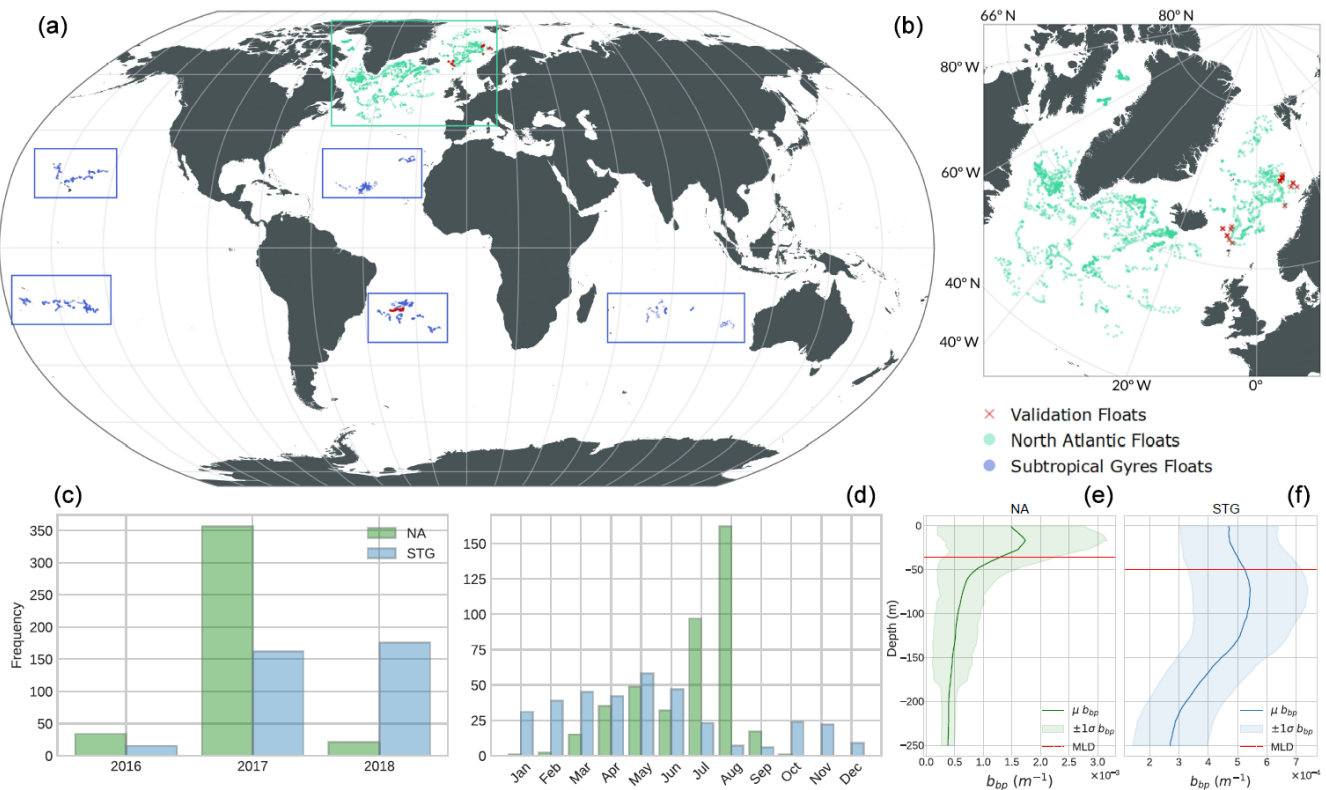 (a)
(b)
66° N
80° N
80° W
60° W
40° N
40° W
20° W
0°
Validation Floats
North Atlantic Floats
Subtropical Gyres Floats
(c)
350
300
250
200
150
100
50
0
Frequency
2016
2017
2018
NA
STG
(d)
150
125
100
75
50
25
0
Jan
Feb
Mar
Apr
May
Jun
Jul
Aug
Sep
Oct
Nov
Dec
(e)
NA
0
−50
−100
−150
−200
−250
Depth (m)
μ b_bp
±1σ b_bp
MLD
0.0 0.5 1.0 1.5 2.0 2.5 3.0
×10⁻³
b_bp (m⁻¹)
(f)
STG
μ b_bp
±1σ b_bp
MLD
2 3 4 5 6 7
×10⁻⁴
b_bp (m⁻¹)